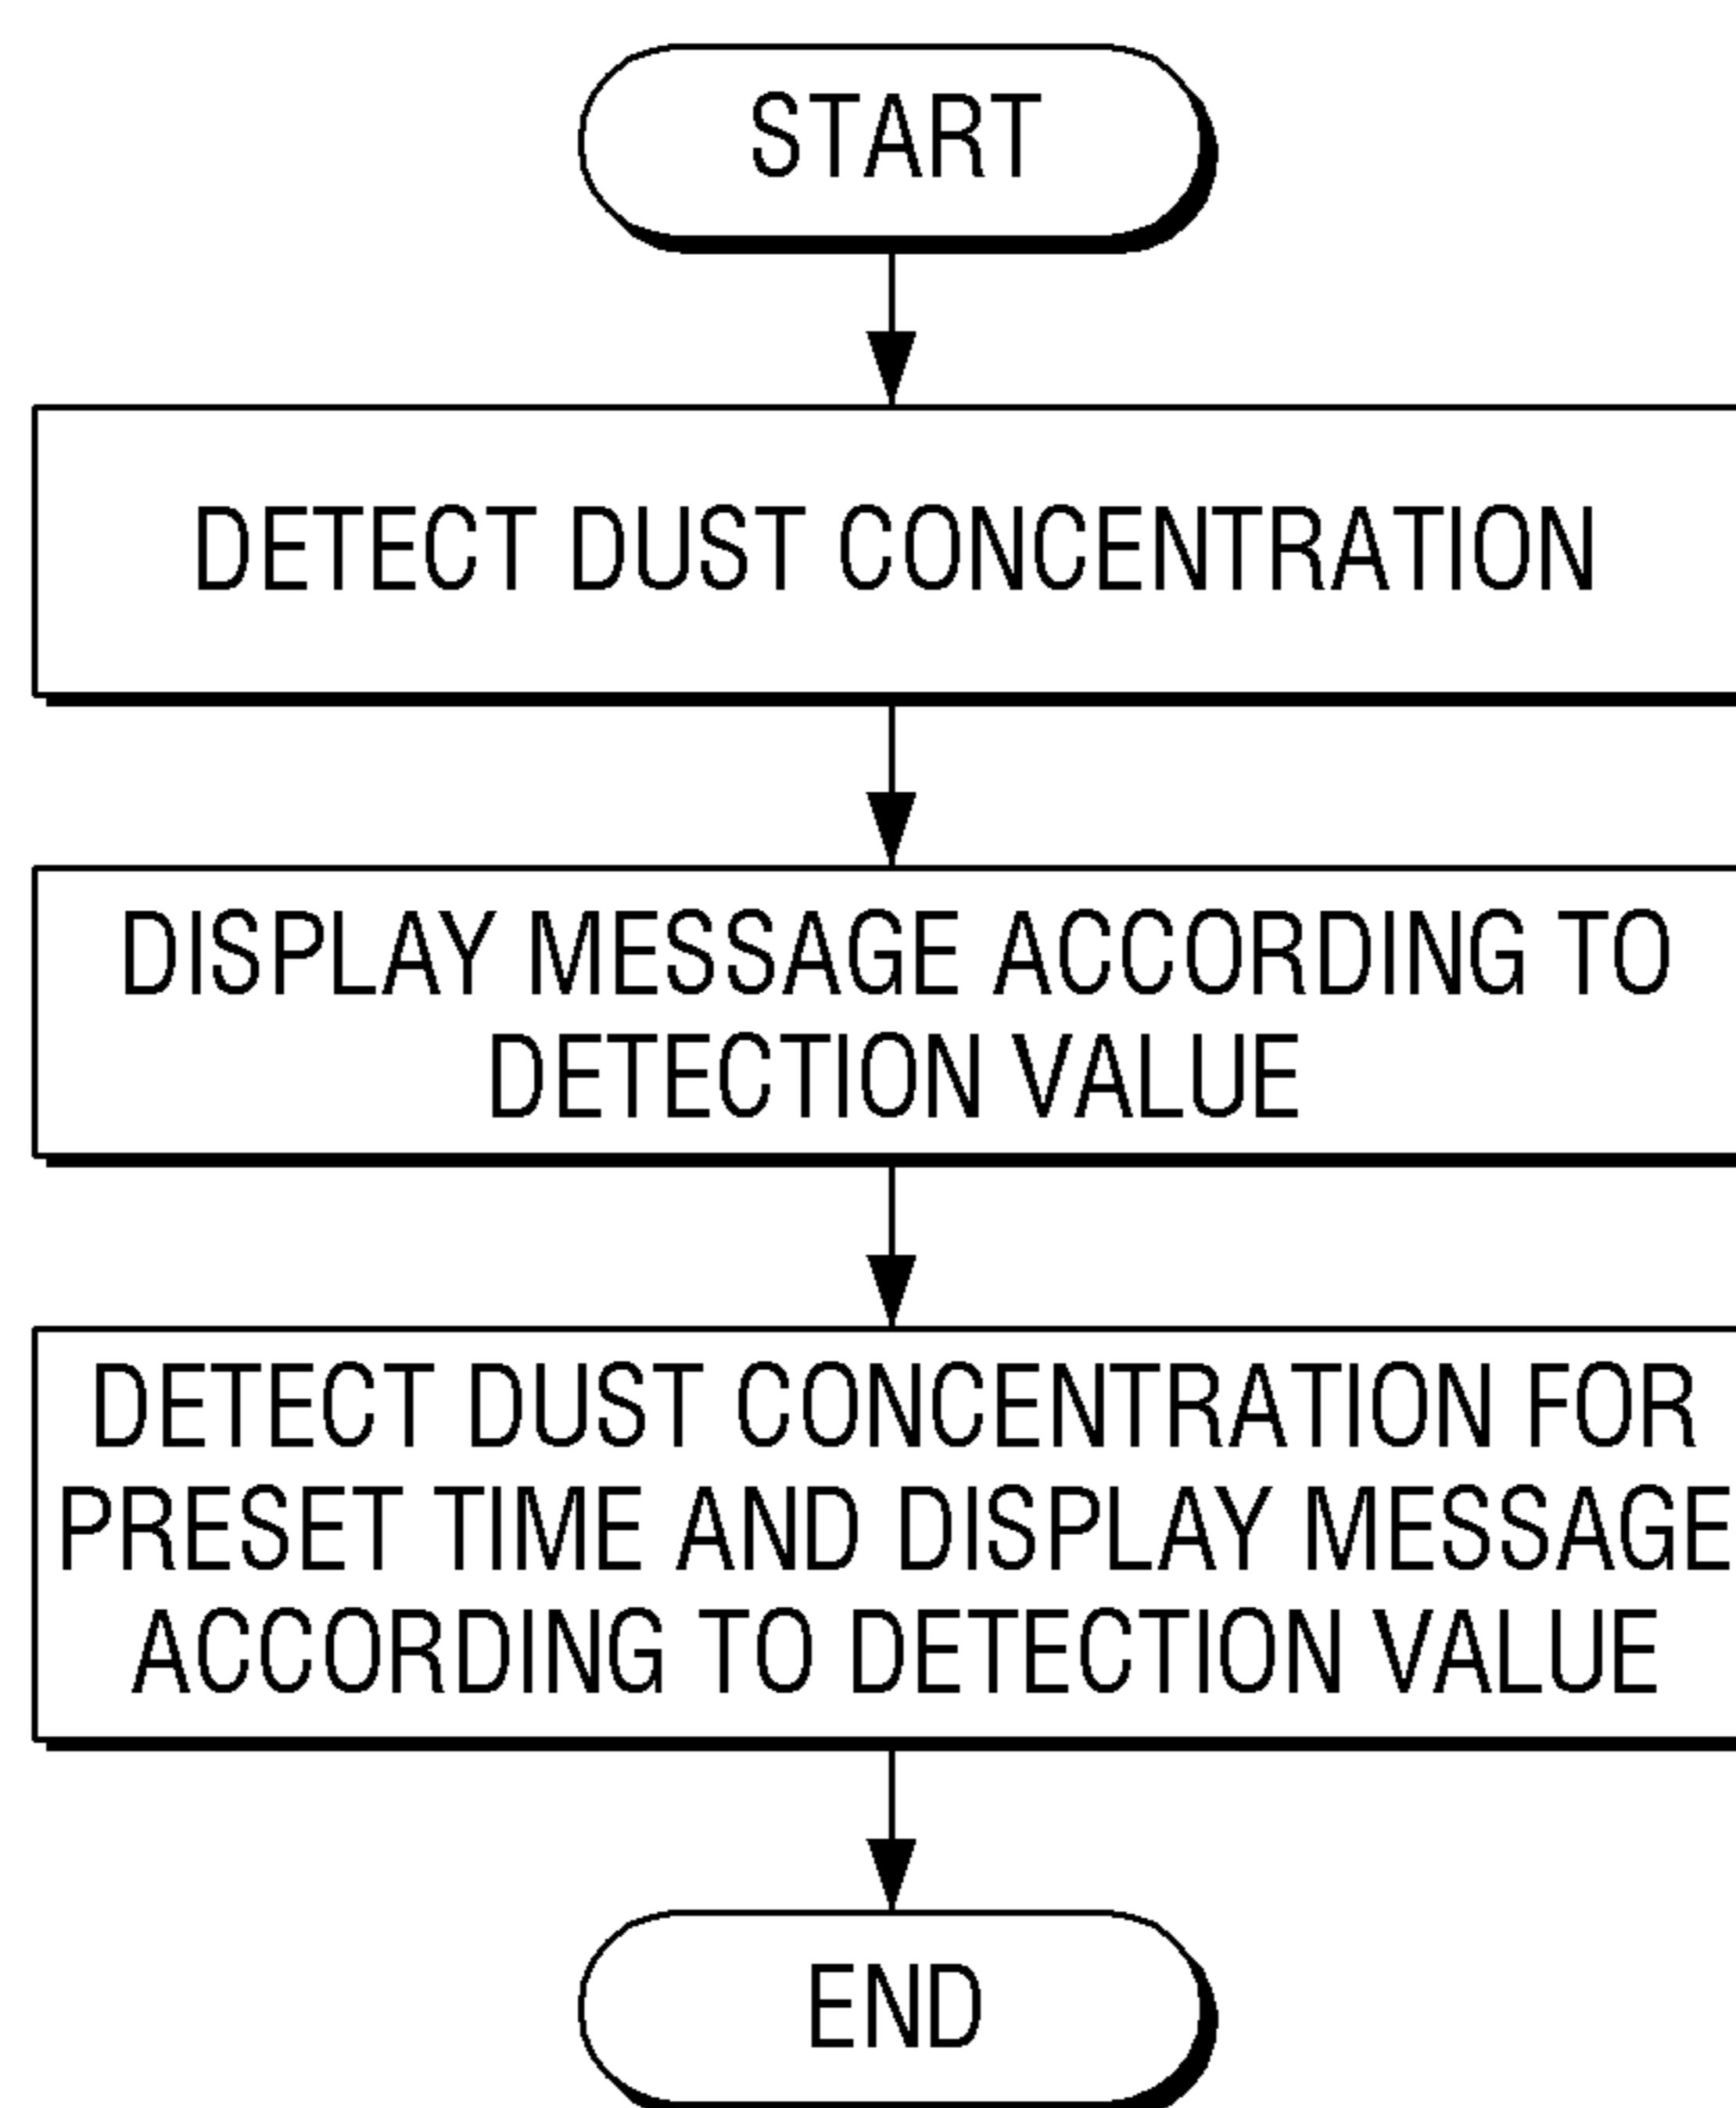 START
DETECT DUST CONCENTRATION
DISPLAY MESSAGE ACCORDING TO
DETECTION VALUE
DETECT DUST CONCENTRATION FOR
PRESET TIME AND DISPLAY MESSAGE
ACCORDING TO DETECTION VALUE
END